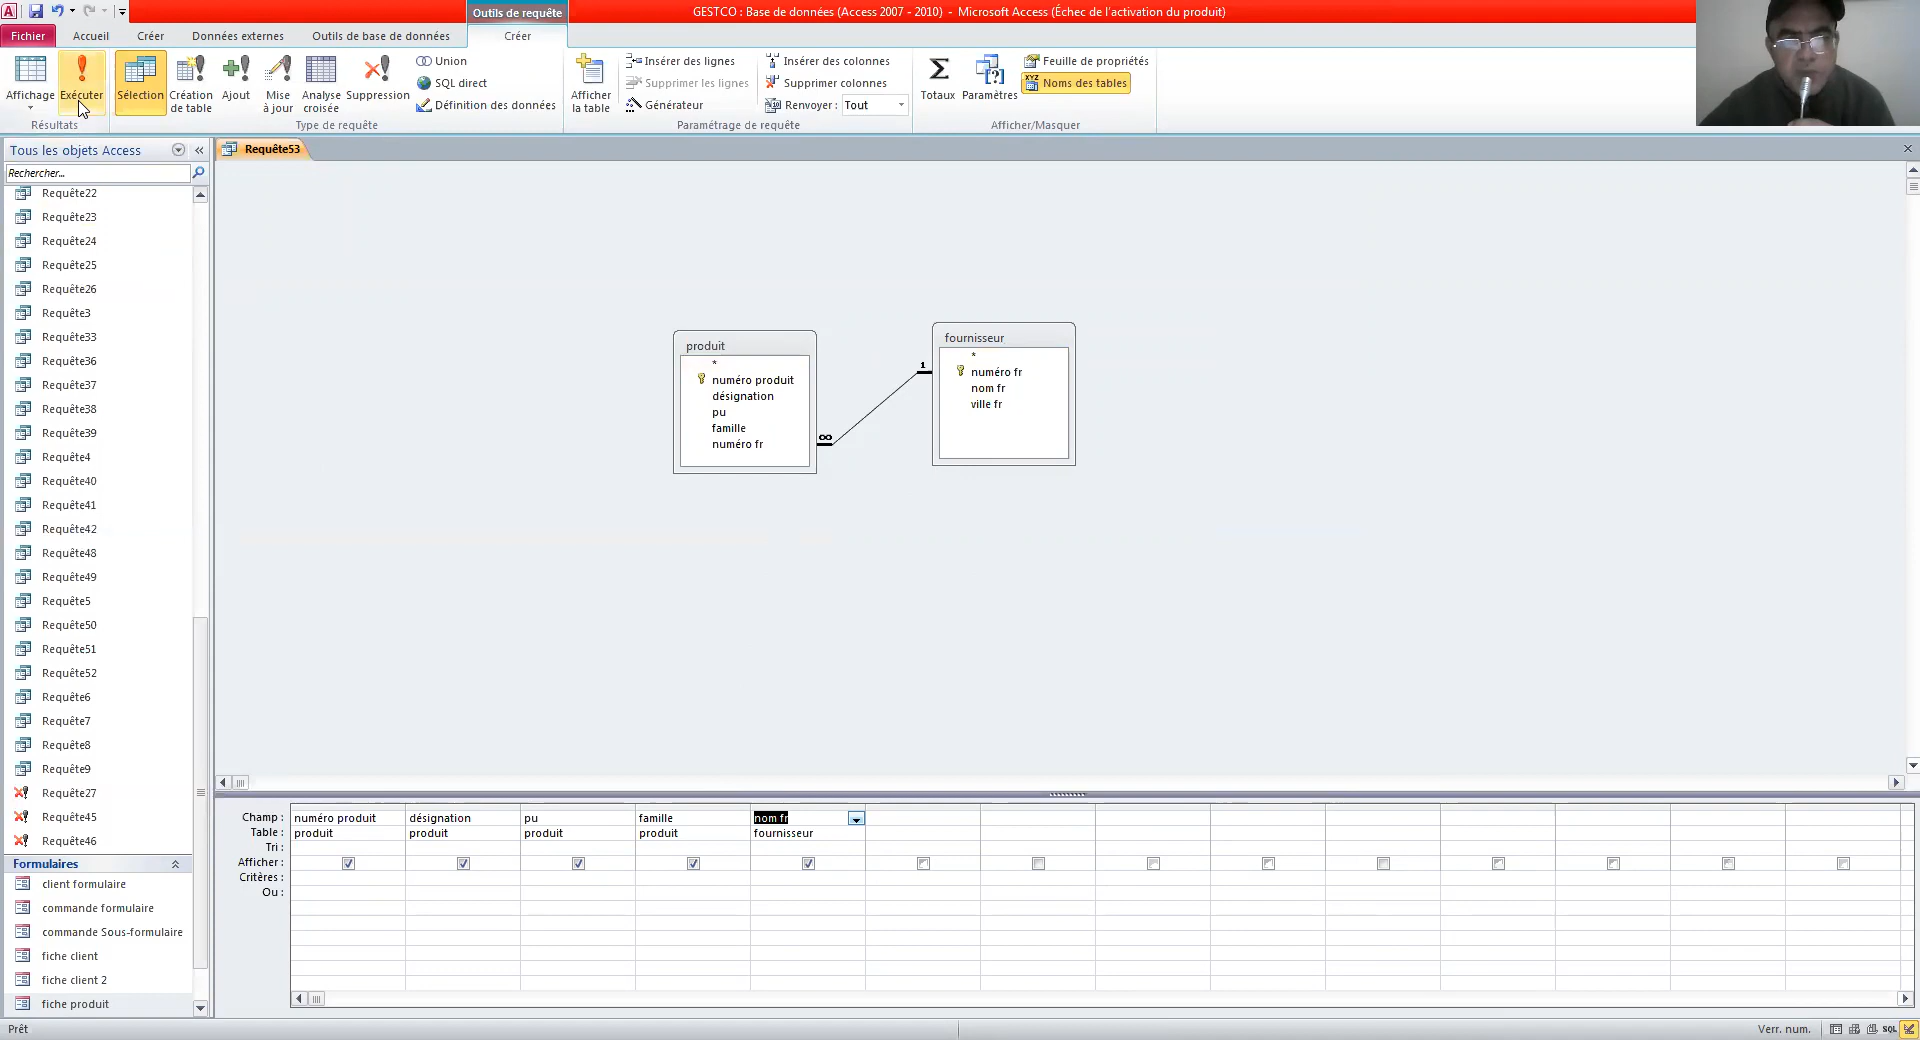 Outils de requête
GESTCO : Base de données (Access 2007 - 2010) - Microsoft Access (Échec de l'activation du produit)
Fichier Accueil Créer Données externes Outils de base de données Créer
Affichage
Exécuter
Sélection
Création de table
Ajout
Mise à jour
Analyse croisée
Suppression
Union
SQL direct
Définition des données
Afficher la table
Insérer des lignes
Supprimer les lignes
Générateur
Insérer des colonnes
Supprimer colonnes
Renvoyer : Tout
Totaux
Paramètres
Feuille de propriétés
Noms des tables
Résultats Type de requête Paramétrage de requête Afficher/Masquer
Tous les objets Access
Rechercher...
Requête22
Requête23
Requête24
Requête25
Requête26
Requête3
Requête33
Requête36
Requête37
Requête38
Requête39
Requête4
Requête40
Requête41
Requête42
Requête48
Requête49
Requête5
Requête50
Requête51
Requête52
Requête6
Requête7
Requête8
Requête9
Requête27
Requête45
Requête46
Formulaires
client formulaire
commande formulaire
commande Sous-formulaire
fiche client
fiche client 2
fiche produit
Requête53
produit
*
numéro produit
désignation
pu
famille
numéro fr
∞
1
fournisseur
*
numéro fr
nom fr
ville fr
Champ : numéro produit désignation pu famille nom fr
Table : produit produit produit produit fournisseur
Tri :
Afficher :
Critères :
Ou :
Prêt
Verr. num.
SQL